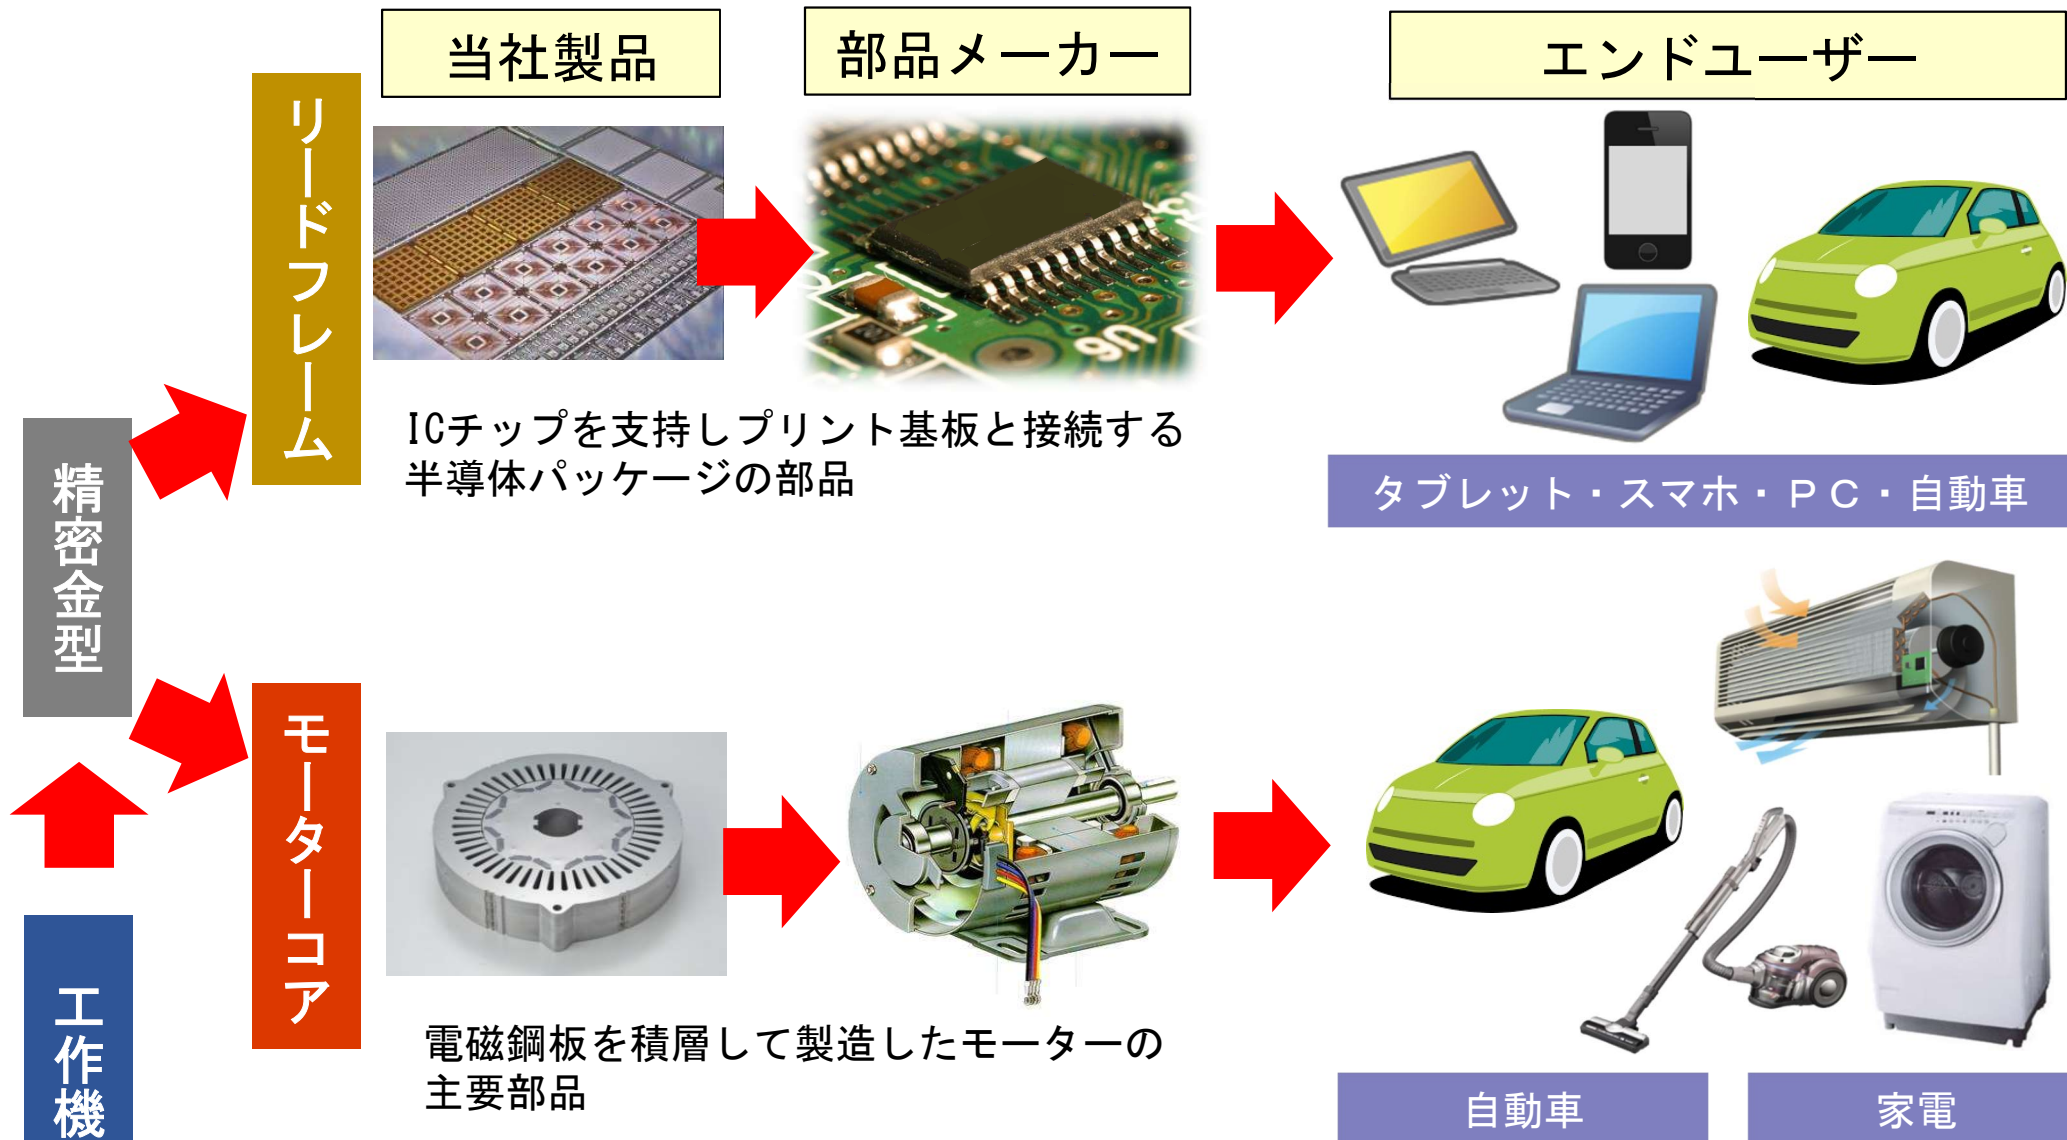 当社製品
部品メーカー
エンドユーザー
リードフレーム
ICチップを支持しプリント基板と接続する
半導体パッケージの部品
タブレット・スマホ・ＰＣ・自動車
精密金型
モーターコア
電磁鋼板を積層して製造したモーターの
主要部品
自動車
家電
工作機